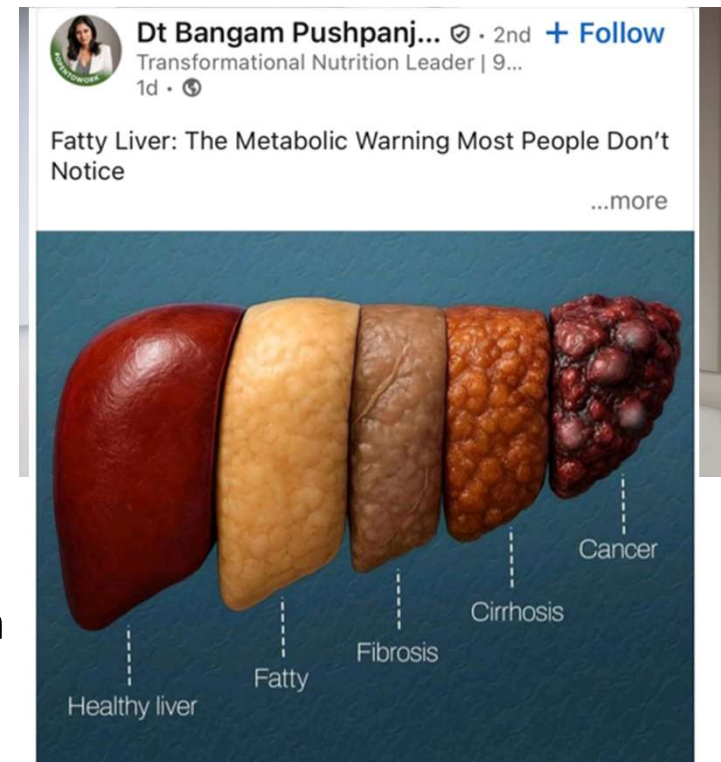 Dt Bangam Pushpanj... · 2nd + Follow
Transformational Nutrition Leader | 9...
1d ·
Fatty Liver: The Metabolic Warning Most People Don't
Notice
...more
Cancer
Cirrhosis
Fibrosis
Fatty
Healthy liver